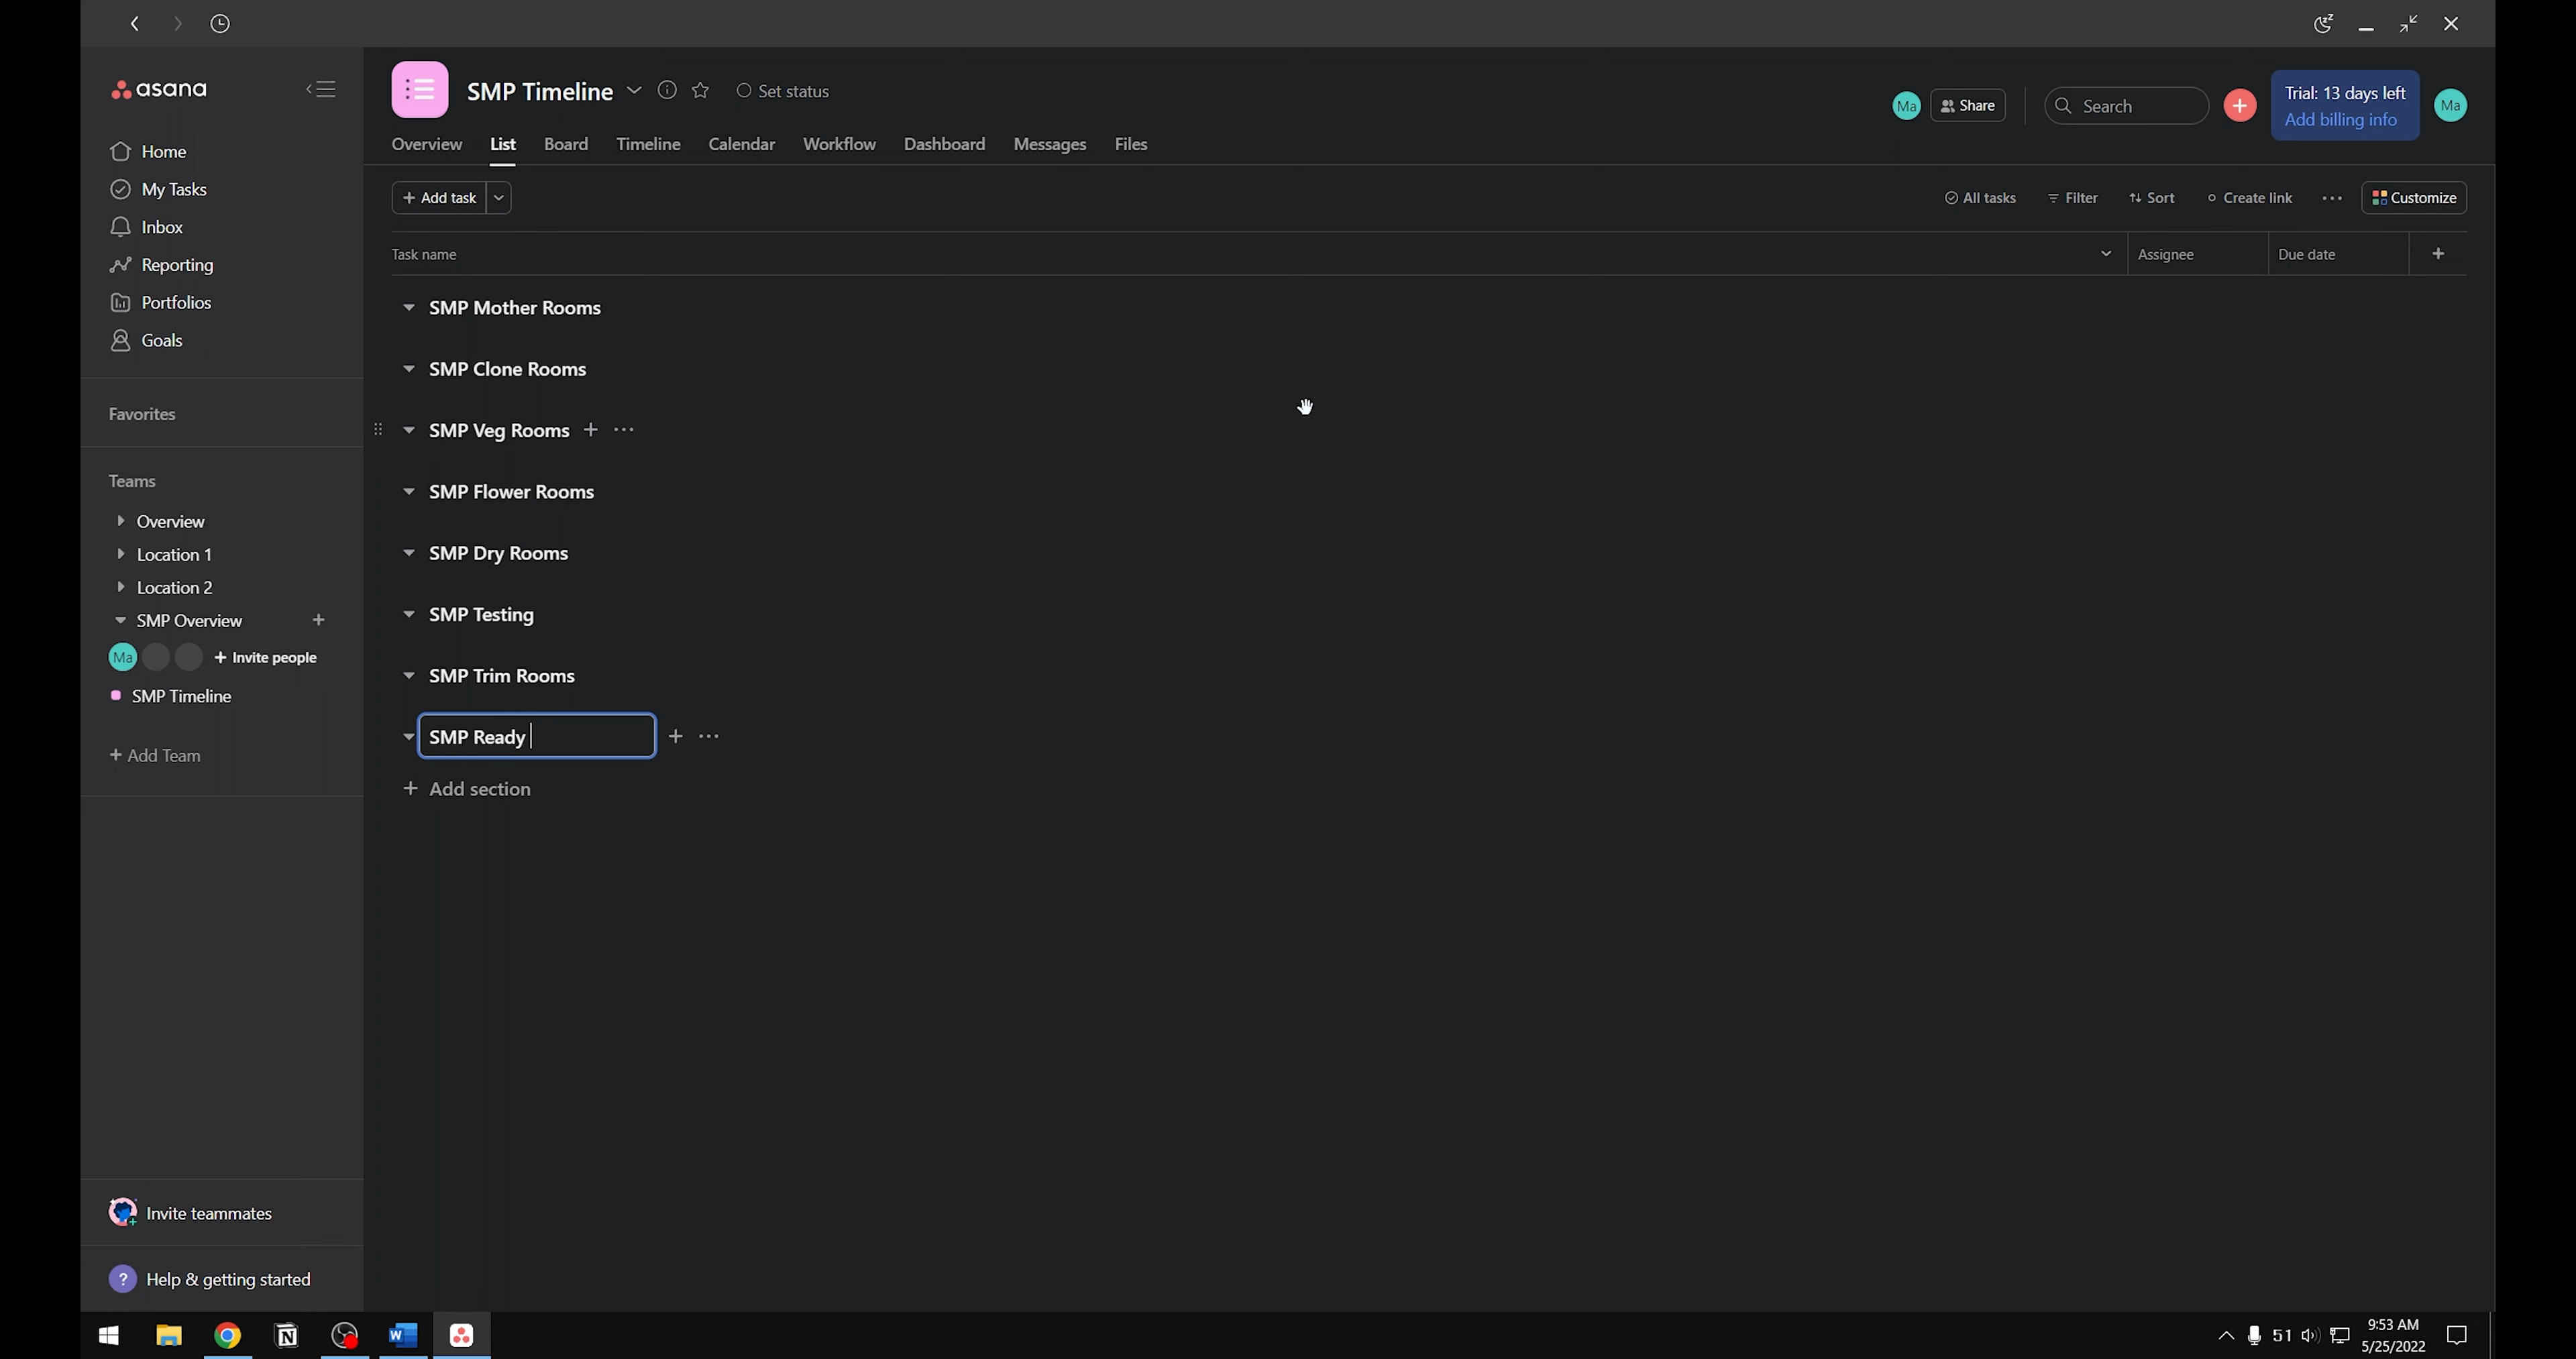 asana
SMP Timeline
Set status
Ma
Share
Search
Trial: 13 days left
Add billing info
Ma
Overview
List
Board
Timeline
Calendar
Workflow
Dashboard
Messages
Files
Home
My Tasks
Inbox
Reporting
Portfolios
Goals
Favorites
Teams
Overview
Location 1
Location 2
SMP Overview
+
Ma
+ Invite people
SMP Timeline
+ Add Team
Invite teammates
? Help & getting started
+ Add task
All tasks
Filter
Sort
Create link
...
Customize
Task name
Assignee
Due date
+
SMP Mother Rooms
SMP Clone Rooms
SMP Veg Rooms + ...
SMP Flower Rooms
SMP Dry Rooms
SMP Testing
SMP Trim Rooms
SMP Ready + ...
+ Add section
51
9:53 AM
5/25/2022